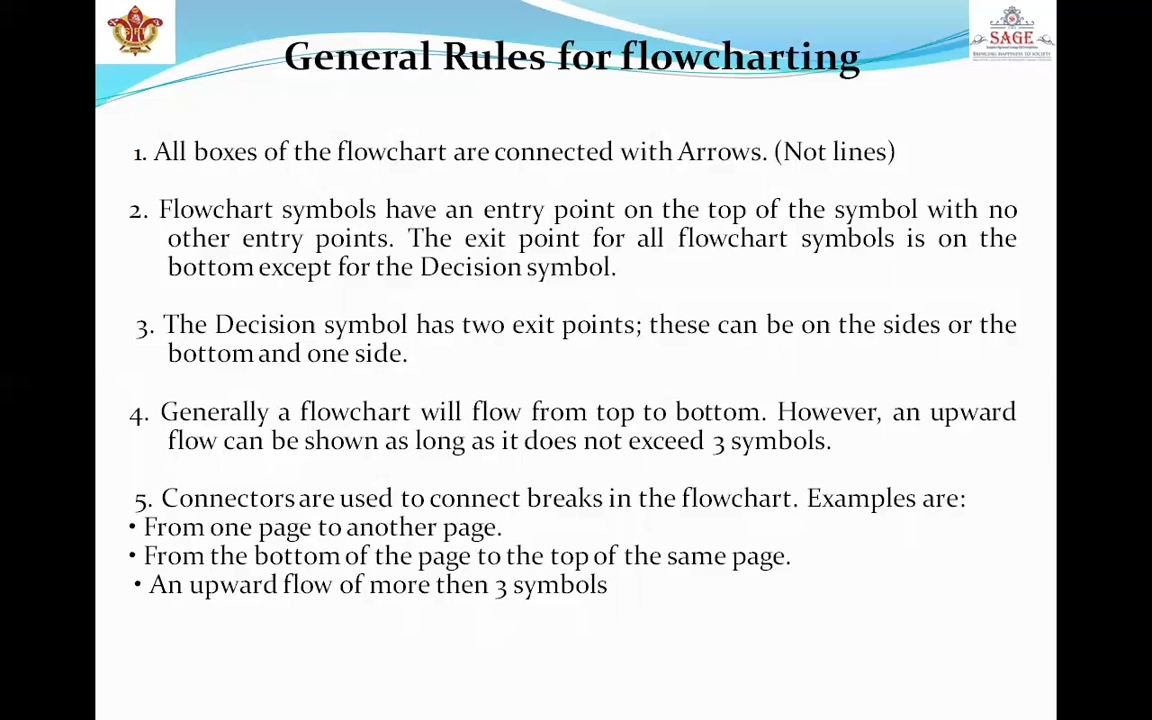 SAGE
General Rules for flowcharting
1. All boxes of the flowchart are connected with Arrows. (Not lines)
2. Flowchart symbols have an entry point on the top of the symbol with no
other entry points. The exit point for all flowchart symbols is on the
bottom except for the Decision symbol.
3. The Decision symbol has two exit points; these can be on the sides or the
bottom and one side.
4. Generally a flowchart will flow from top to bottom. However, an upward
flow can be shown as long as it does not exceed 3 symbols.
5. Connectors are used to connect breaks in the flowchart. Examples are:
• From one page to another page.
• From the bottom of the page to the top of the same page.
• An upward flow of more then 3 symbols